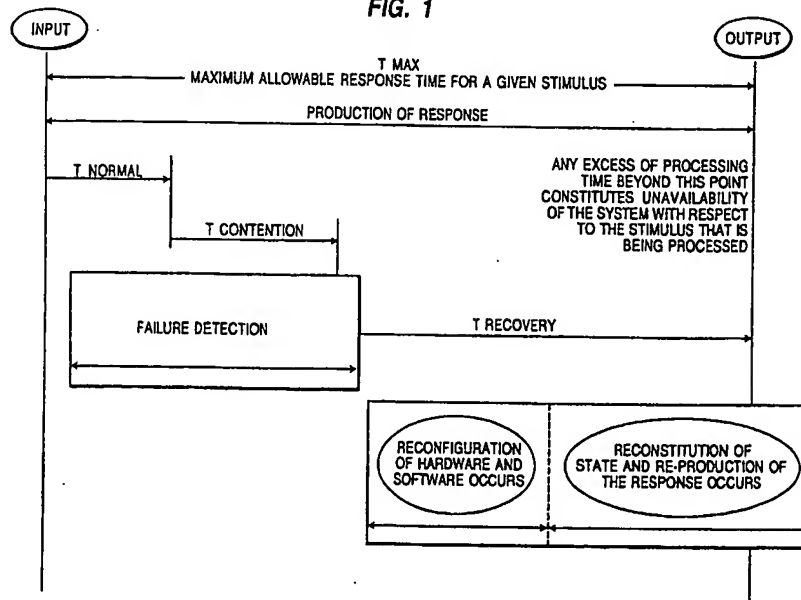 FIG. 1
INPUT
OUTPUT
T MAX
MAXIMUM ALLOWABLE RESPONSE TIME FOR A GIVEN STIMULUS
PRODUCTION OF RESPONSE
T NORMAL
ANY EXCESS OF PROCESSING
TIME BEYOND THIS POINT
CONSTITUTES UNAVAILABILITY
OF THE SYSTEM WITH RESPECT
TO THE STIMULUS THAT IS
BEING PROCESSED
T CONTENTION
FAILURE DETECTION
T RECOVERY
RECONFIGURATION
OF HARDWARE AND
SOFTWARE OCCURS
RECONSTITUTION OF
STATE AND RE-PRODUCTION OF
THE RESPONSE OCCURS